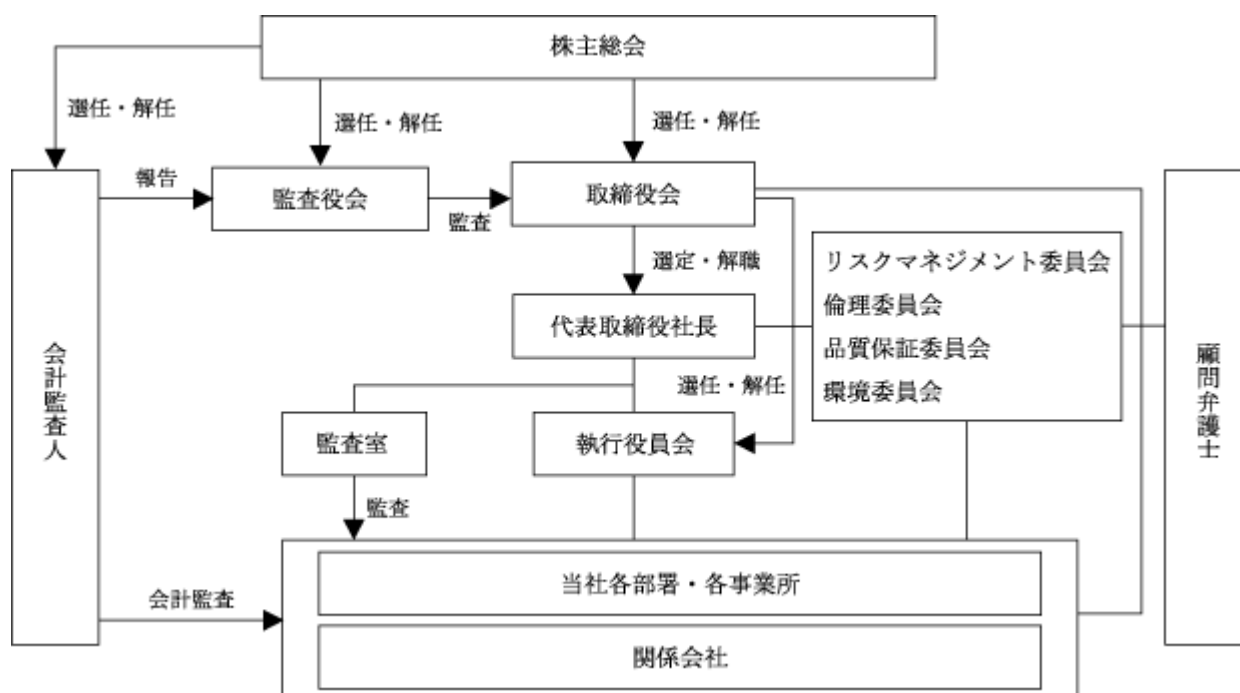 株主総会
選任・解任
選任・解任
選任・解任
報告
監査役会
監査
取締役会
選定・解職
リスクマネジメント委員会
倫理委員会
品質保証委員会
環境委員会
代表取締役社長
会計監査人
顧問弁護士
選任・解任
監査室
執行役員会
監査
当社各部署・各事業所
会計監査
関係会社